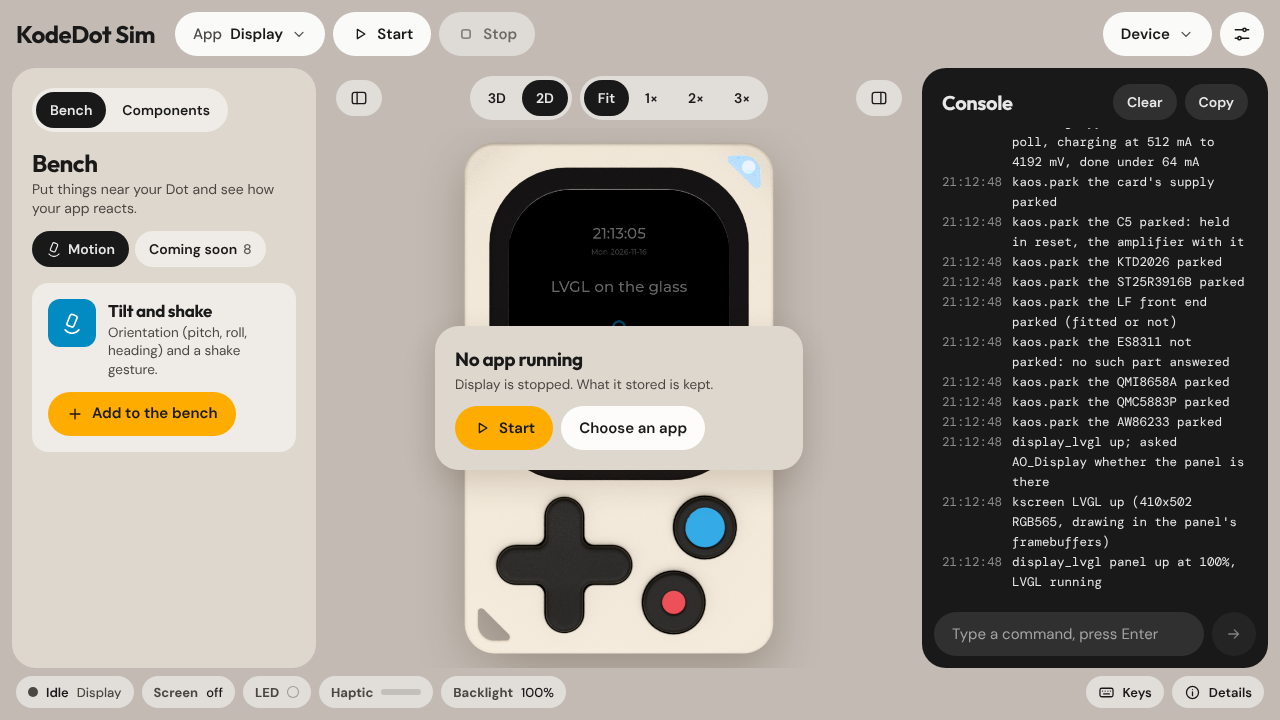 KodeDot Sim
App Display
Start
Stop
Device
Bench
Components
Bench
Put things near your Dot and see how
your app reacts.
Motion
Coming soon 8
Tilt and shake
Orientation (pitch, roll,
heading) and a shake
gesture.
Add to the bench
3D
2D
Fit
1×
2×
3×
21:13:05
Mon 2026-11-16
LVGL on the glass
No app running
Display is stopped. What it stored is kept.
Start
Choose an app
Console
Clear
Copy
poll, charging at 512 mA to
4192 mV, done under 64 mA
21:12:48 kaos.park the card's supply
parked
21:12:48 kaos.park the C5 parked: held
in reset, the amplifier with it
21:12:48 kaos.park the KTD2026 parked
21:12:48 kaos.park the ST25R3916B parked
21:12:48 kaos.park the LF front end
parked (fitted or not)
21:12:48 kaos.park the ES8311 not
parked: no such part answered
21:12:48 kaos.park the QMI8658A parked
21:12:48 kaos.park the QMC5883P parked
21:12:48 kaos.park the AW86233 parked
21:12:48 display_lvgl up; asked
AO_Display whether the panel is
there
21:12:48 kscreen LVGL up (410x502
RGB565, drawing in the panel's
framebuffers)
21:12:48 display_lvgl panel up at 100%,
LVGL running
Type a command, press Enter
Idle Display
Screen off
LED
Haptic
Backlight 100%
Keys
Details